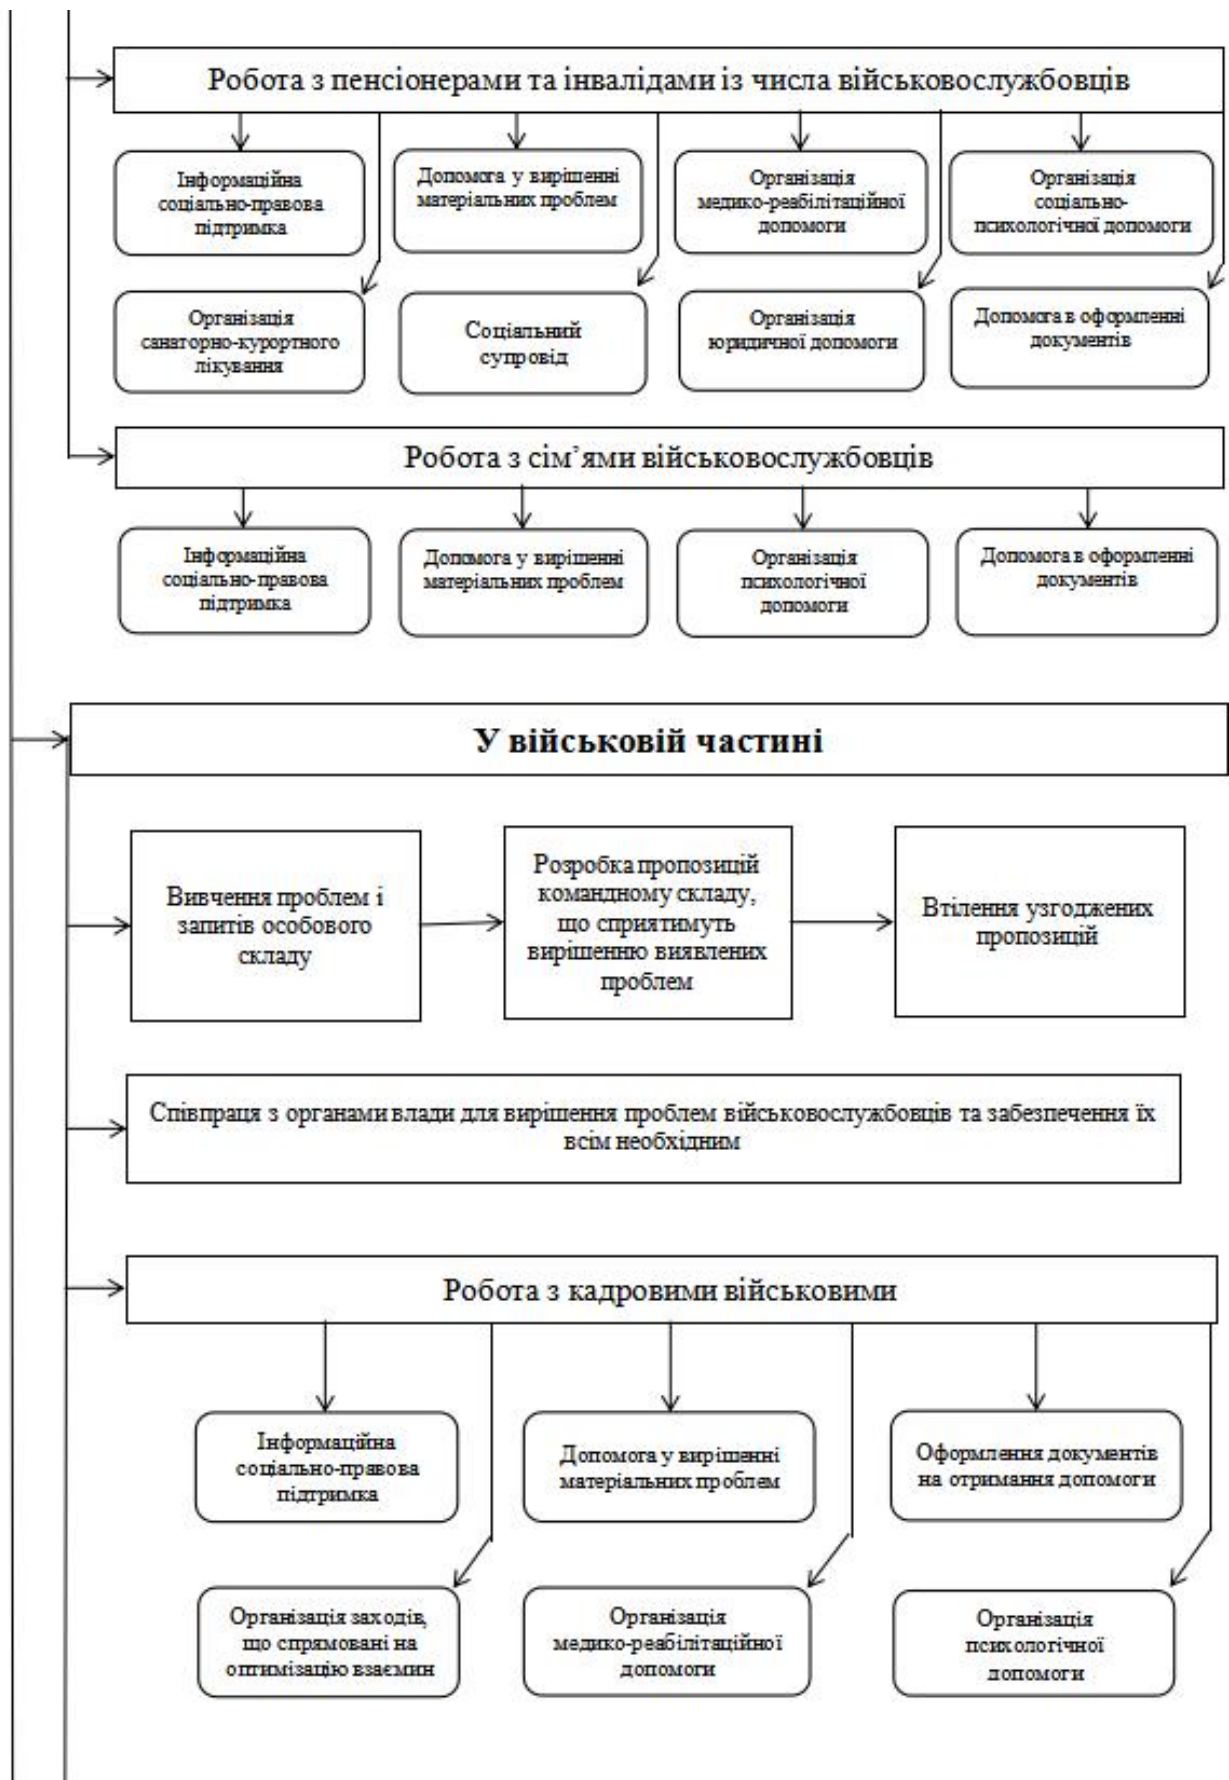 Робота з пенсіонерами та інвалідами із числа військовослужбовців
Інформаційна
соціально-правова
підтримка
Допомога у вирішенні
матеріальних проблем
Організація
медико-реабілітаційної
допомоги
Організація
соціально-
психологічної допомоги
Організація
санаторно-курортного
лікування
Соціальний
супровід
Організація
юридичної допомоги
Допомога в оформленні
документів
Робота з сім’ями військовослужбовців
Інформаційна
соціально-правова
підтримка
Допомога у вирішенні
матеріальних проблем
Організація
психологічної
допомоги
Допомога в оформленні
документів
У військовій частині
Вивчення проблем і
запитів особового
складу
Розробка пропозицій
командному складу,
що сприятимуть
вирішенню виявлених
проблем
Втілення узгоджених
пропозицій
Співпраця з органами влади для вирішення проблем військовослужбовців та забезпечення їх
всім необхідним
Робота з кадровими військовими
Інформаційна
соціально-правова
підтримка
Допомога у вирішенні
матеріальних проблем
Оформлення документів
на отримання допомоги
Організація заходів,
що спрямовані на
оптимізацію взаємин
Організація
медико-реабілітаційної
допомоги
Організація
психологічної
допомоги